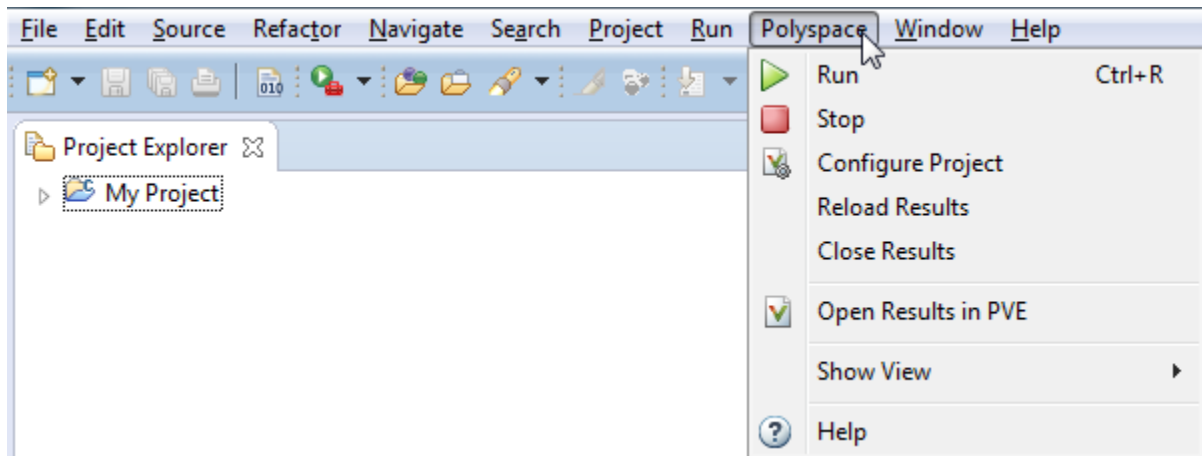 File Edit Source Refactor Navigate Search Project Run Polyspace Window Help
010
Run Ctrl+R
Stop
Project Explorer
Configure Project
My Project
Reload Results
Close Results
Open Results in PVE
Show View
Help